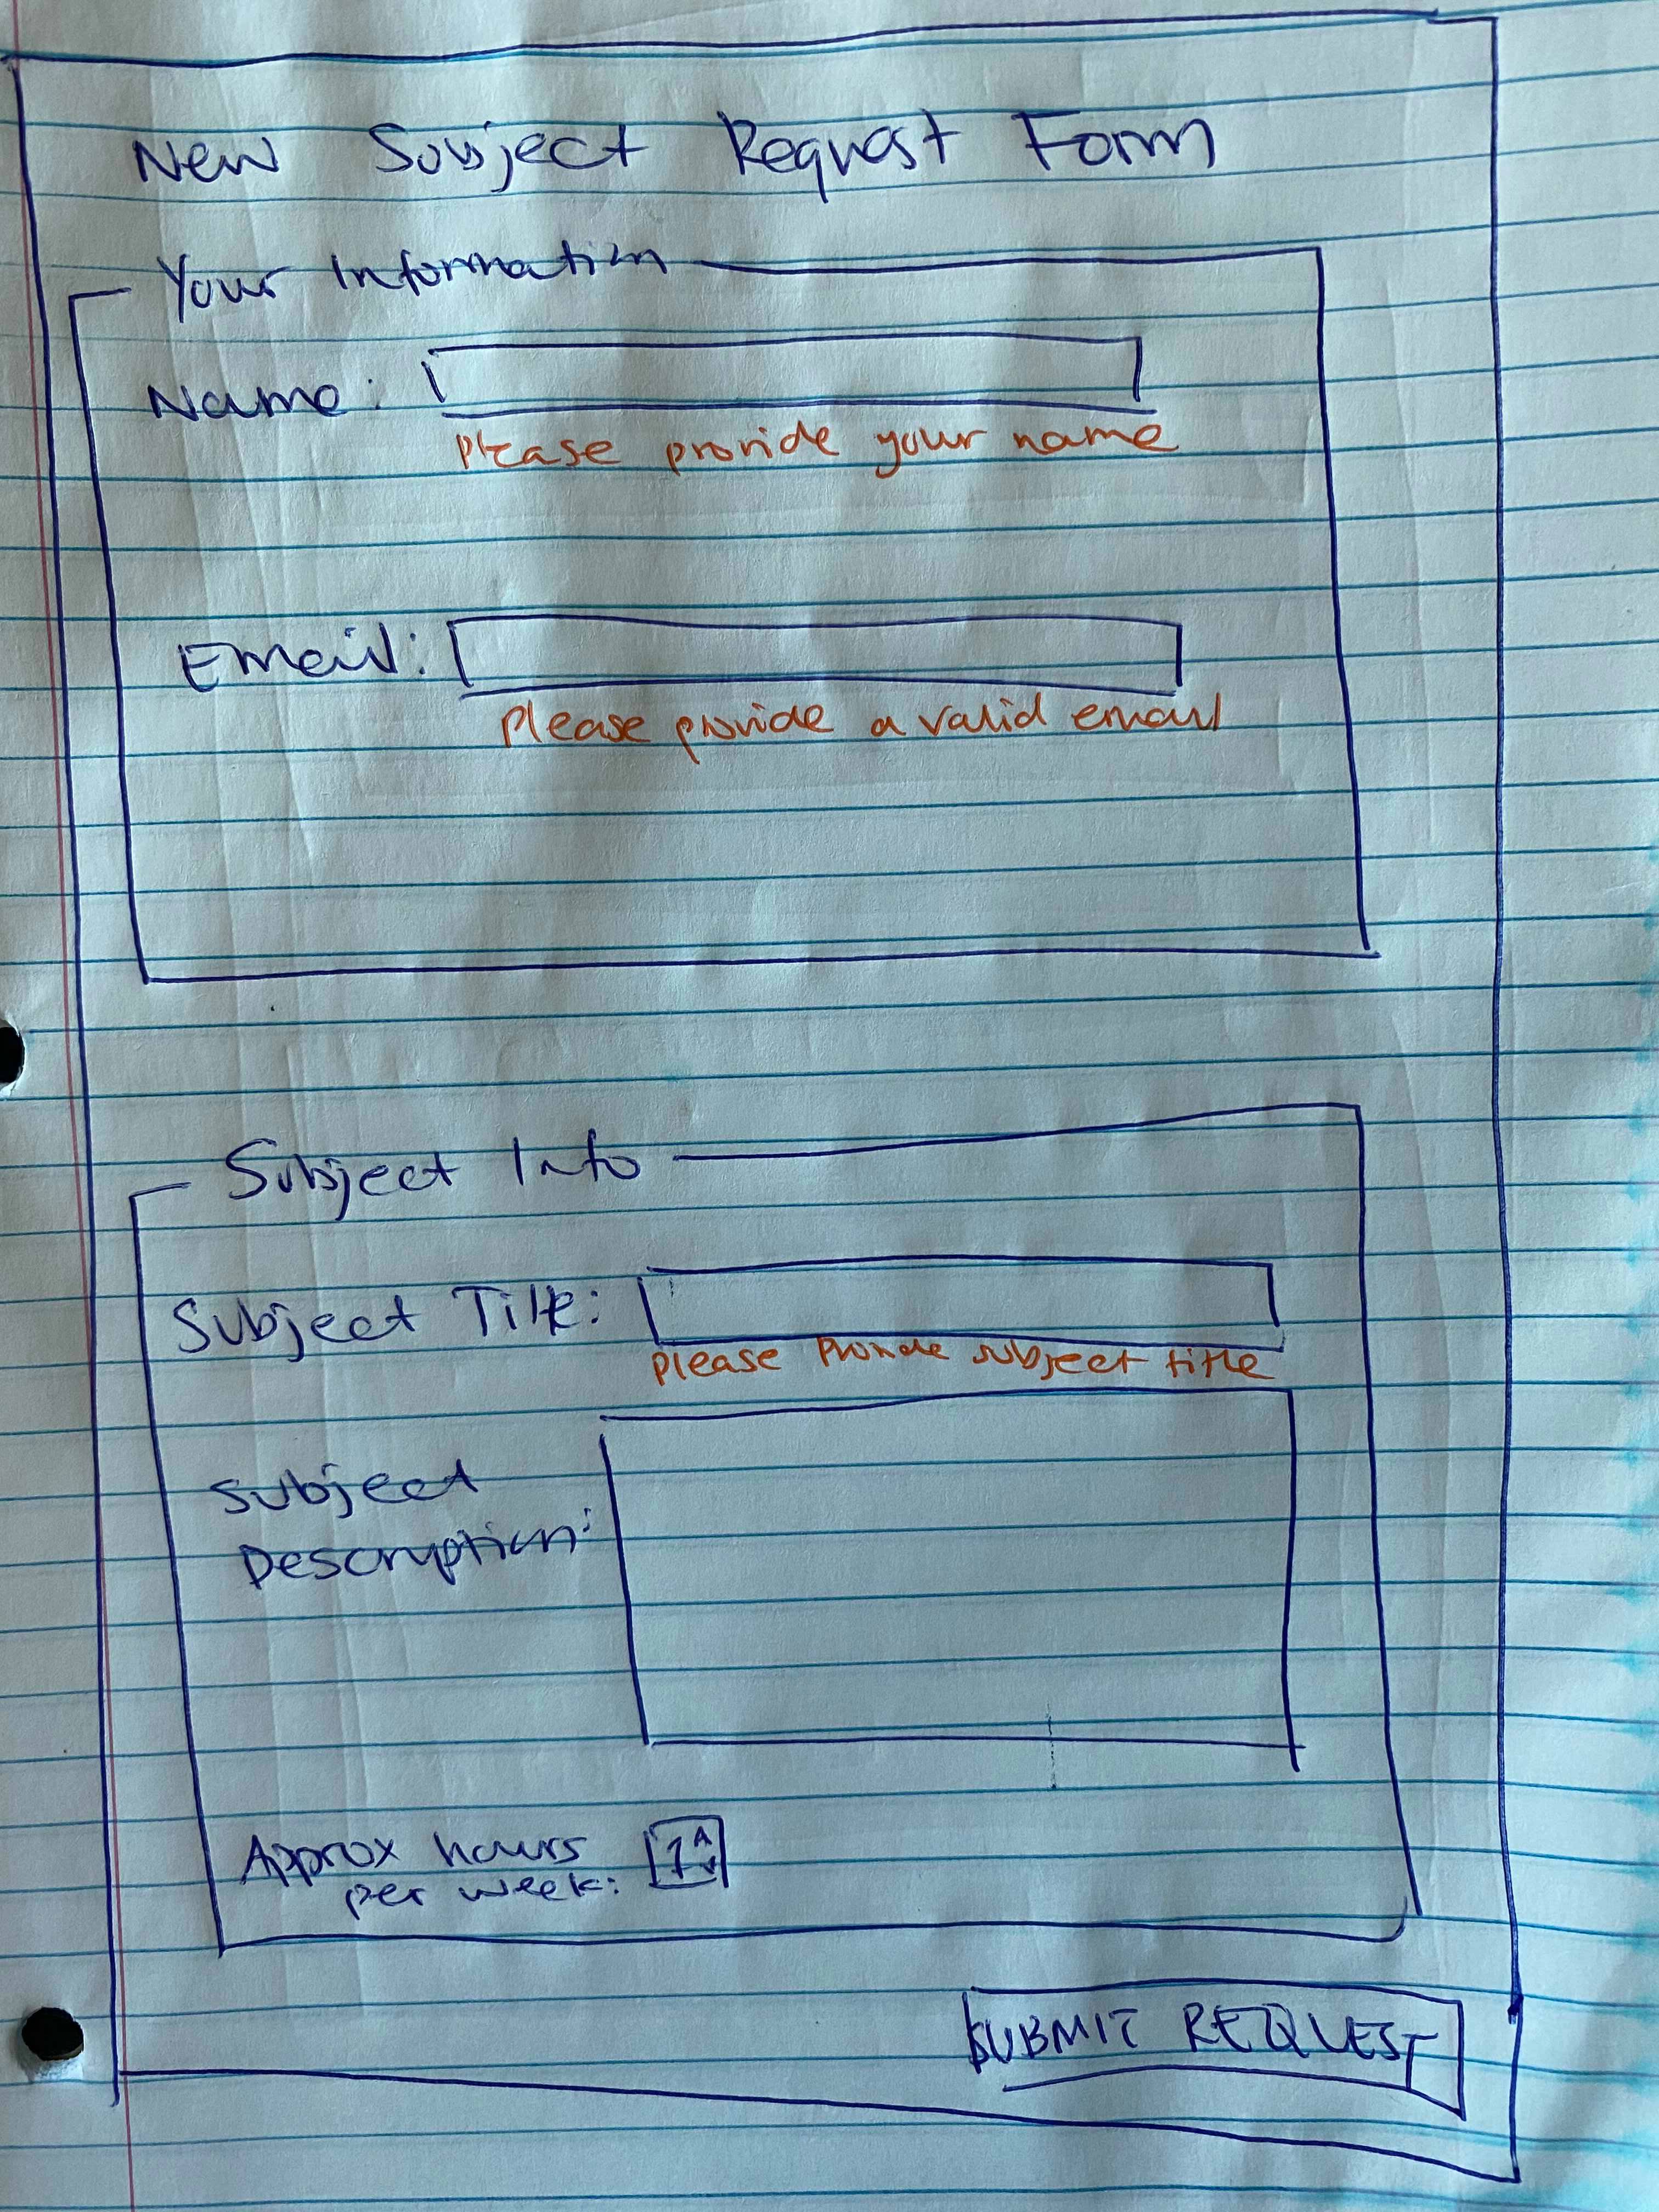 New Subject Request Form
Your Information
Name:
Please provide your name
Email:
Please provide a valid email
Subject Info
Subject Title:
Please Provide subject title
Subject
Description:
Approx hours
per week: 1
SUBMIT REQUEST